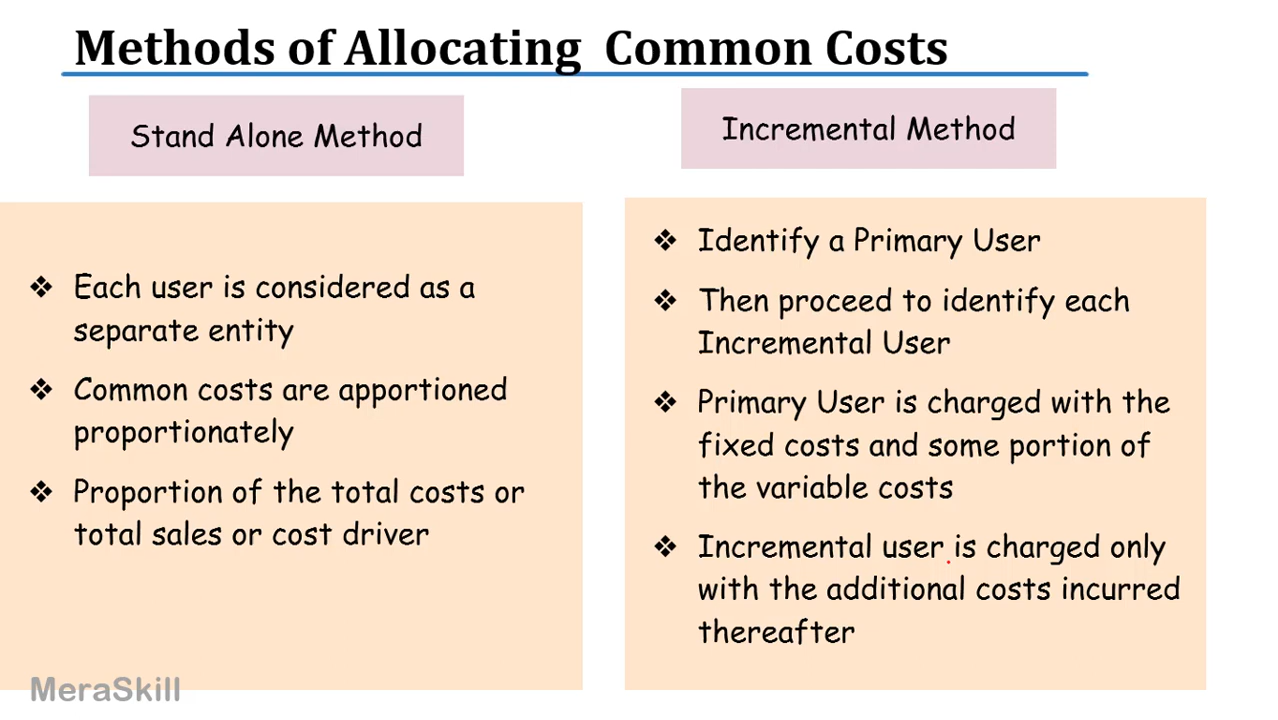 Methods of Allocating Common Costs
Stand Alone Method
❖ Each user is considered as a
separate entity
❖ Common costs are apportioned
proportionately
❖ Proportion of the total costs or
total sales or cost driver
Incremental Method
❖ Identify a Primary User
❖ Then proceed to identify each
Incremental User
❖ Primary User is charged with the
fixed costs and some portion of
the variable costs
❖ Incremental user is charged only
with the additional costs incurred
thereafter
MeraSkill